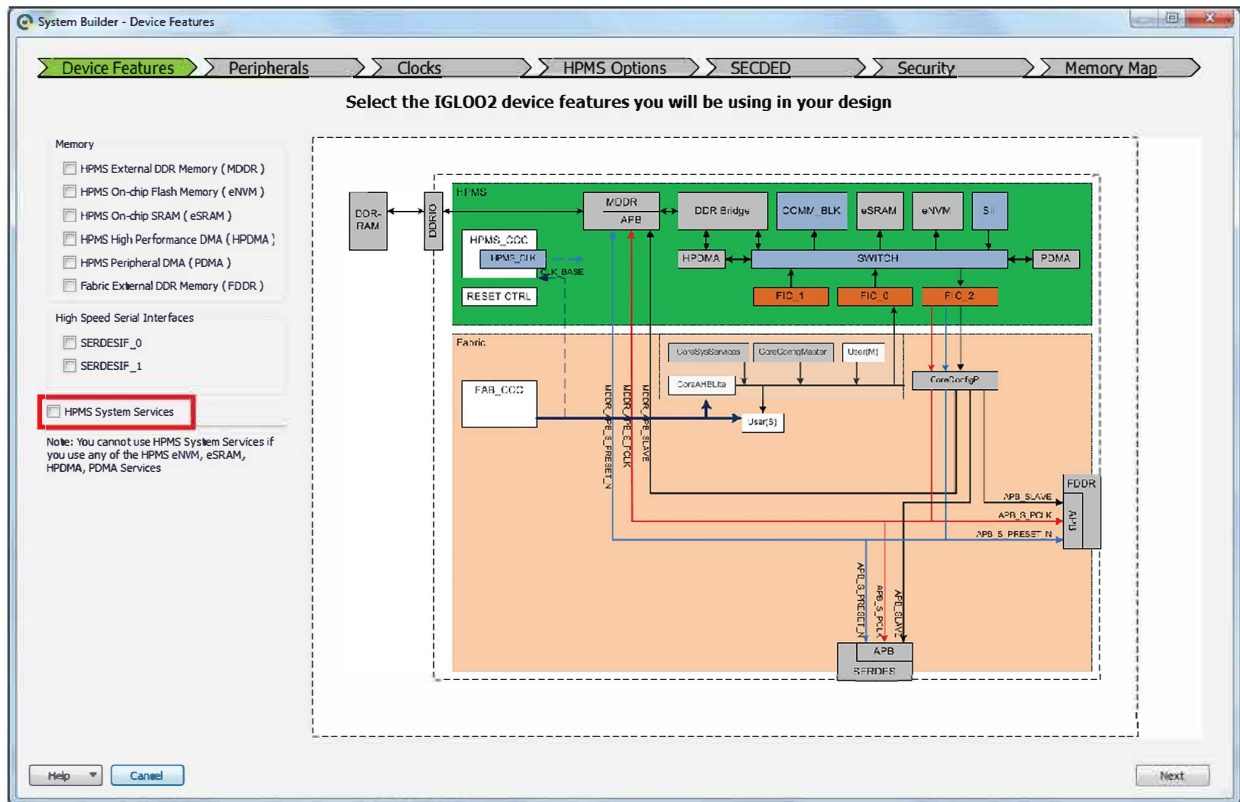 System Builder - Device Features
Device Features
Peripherals
Clocks
HPMS Options
SECDED
Security
Memory Map
Select the IGLOO2 device features you will be using in your design
Memory
HPMS External DDR Memory ( MDDR )
HPMS On-chip Flash Memory ( eNVM )
HPMS On-chip SRAM ( eSRAM )
HPMS High Performance DMA ( HPDMA )
HPMS Peripheral DMA ( PDMA )
Fabric External DDR Memory ( FDDR )
High Speed Serial Interfaces
SERDESIF_0
SERDESIF_1
HPMS System Services
Note: You cannot use HPMS System Services if
you use any of the HPMS eNVM, eSRAM,
HPDMA, PDMA Services
DDR-
RAM
DDRIO
HPMS
MDDR
APB
DDR Bridge
COMM_BLK
eSRAM
eNVM
SII
HPMS_CCC
HPMS_CLK
CLK_BASE
RESET CTRL
HPDMA
SWITCH
PDMA
FIC_1
FIC_0
FIC_2
Fabric
CoreSysServices
CoreConfigMaster
User(M)
CoreAHBLite
CoreConfigP
FAB_CCC
User(S)
MDDR_APB_S_PRESET_N
MDDR_APB_S_PCLK
MDDR_APB_SLAVE
FDDR
APB
APB_SLAVE
APB_S_PCLK
APB_S_PRESET_N
APB_S_PRESET_N
APB_S_PCLK
APB_SLAVE
APB
SERDES
Help
Cancel
Next